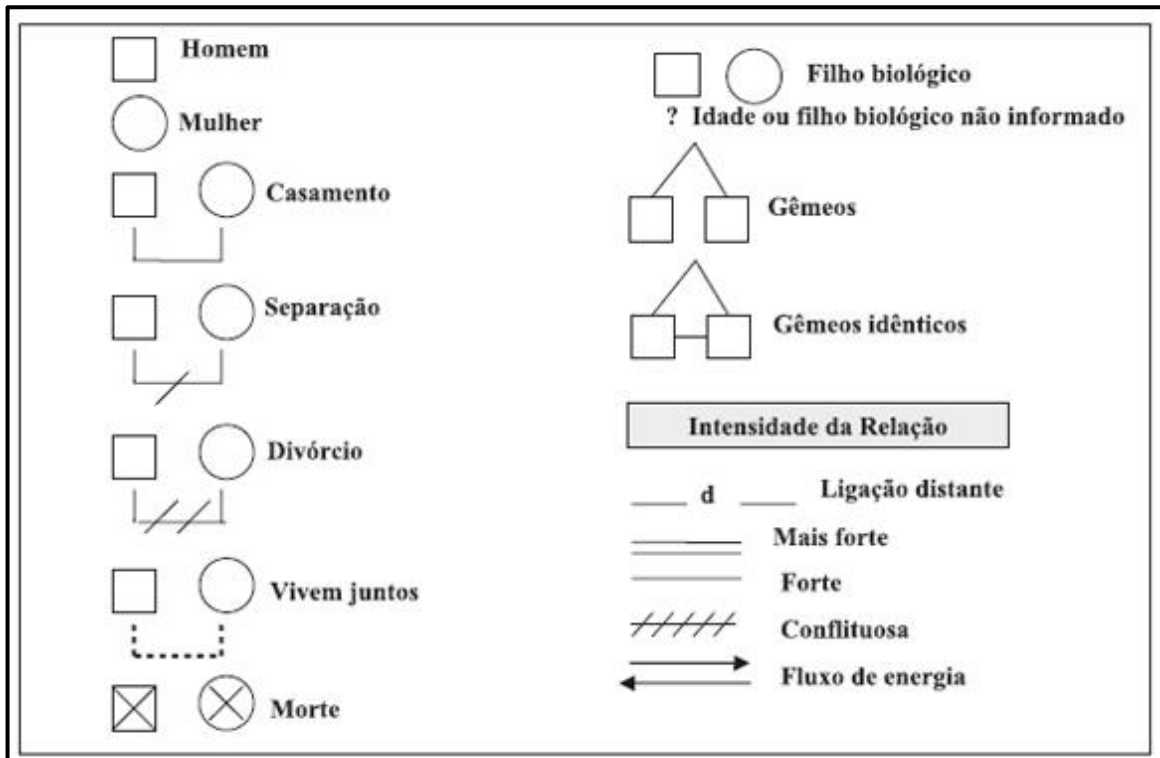 Homem
Mulher
Casamento
Separação
Divórcio
Vivem juntos
Morte
Filho biológico
? Idade ou filho biológico não informado
Gêmeos
Gêmeos idênticos
Intensidade da Relação
d Ligação distante
Mais forte
Forte
Conflituosa
Fluxo de energia